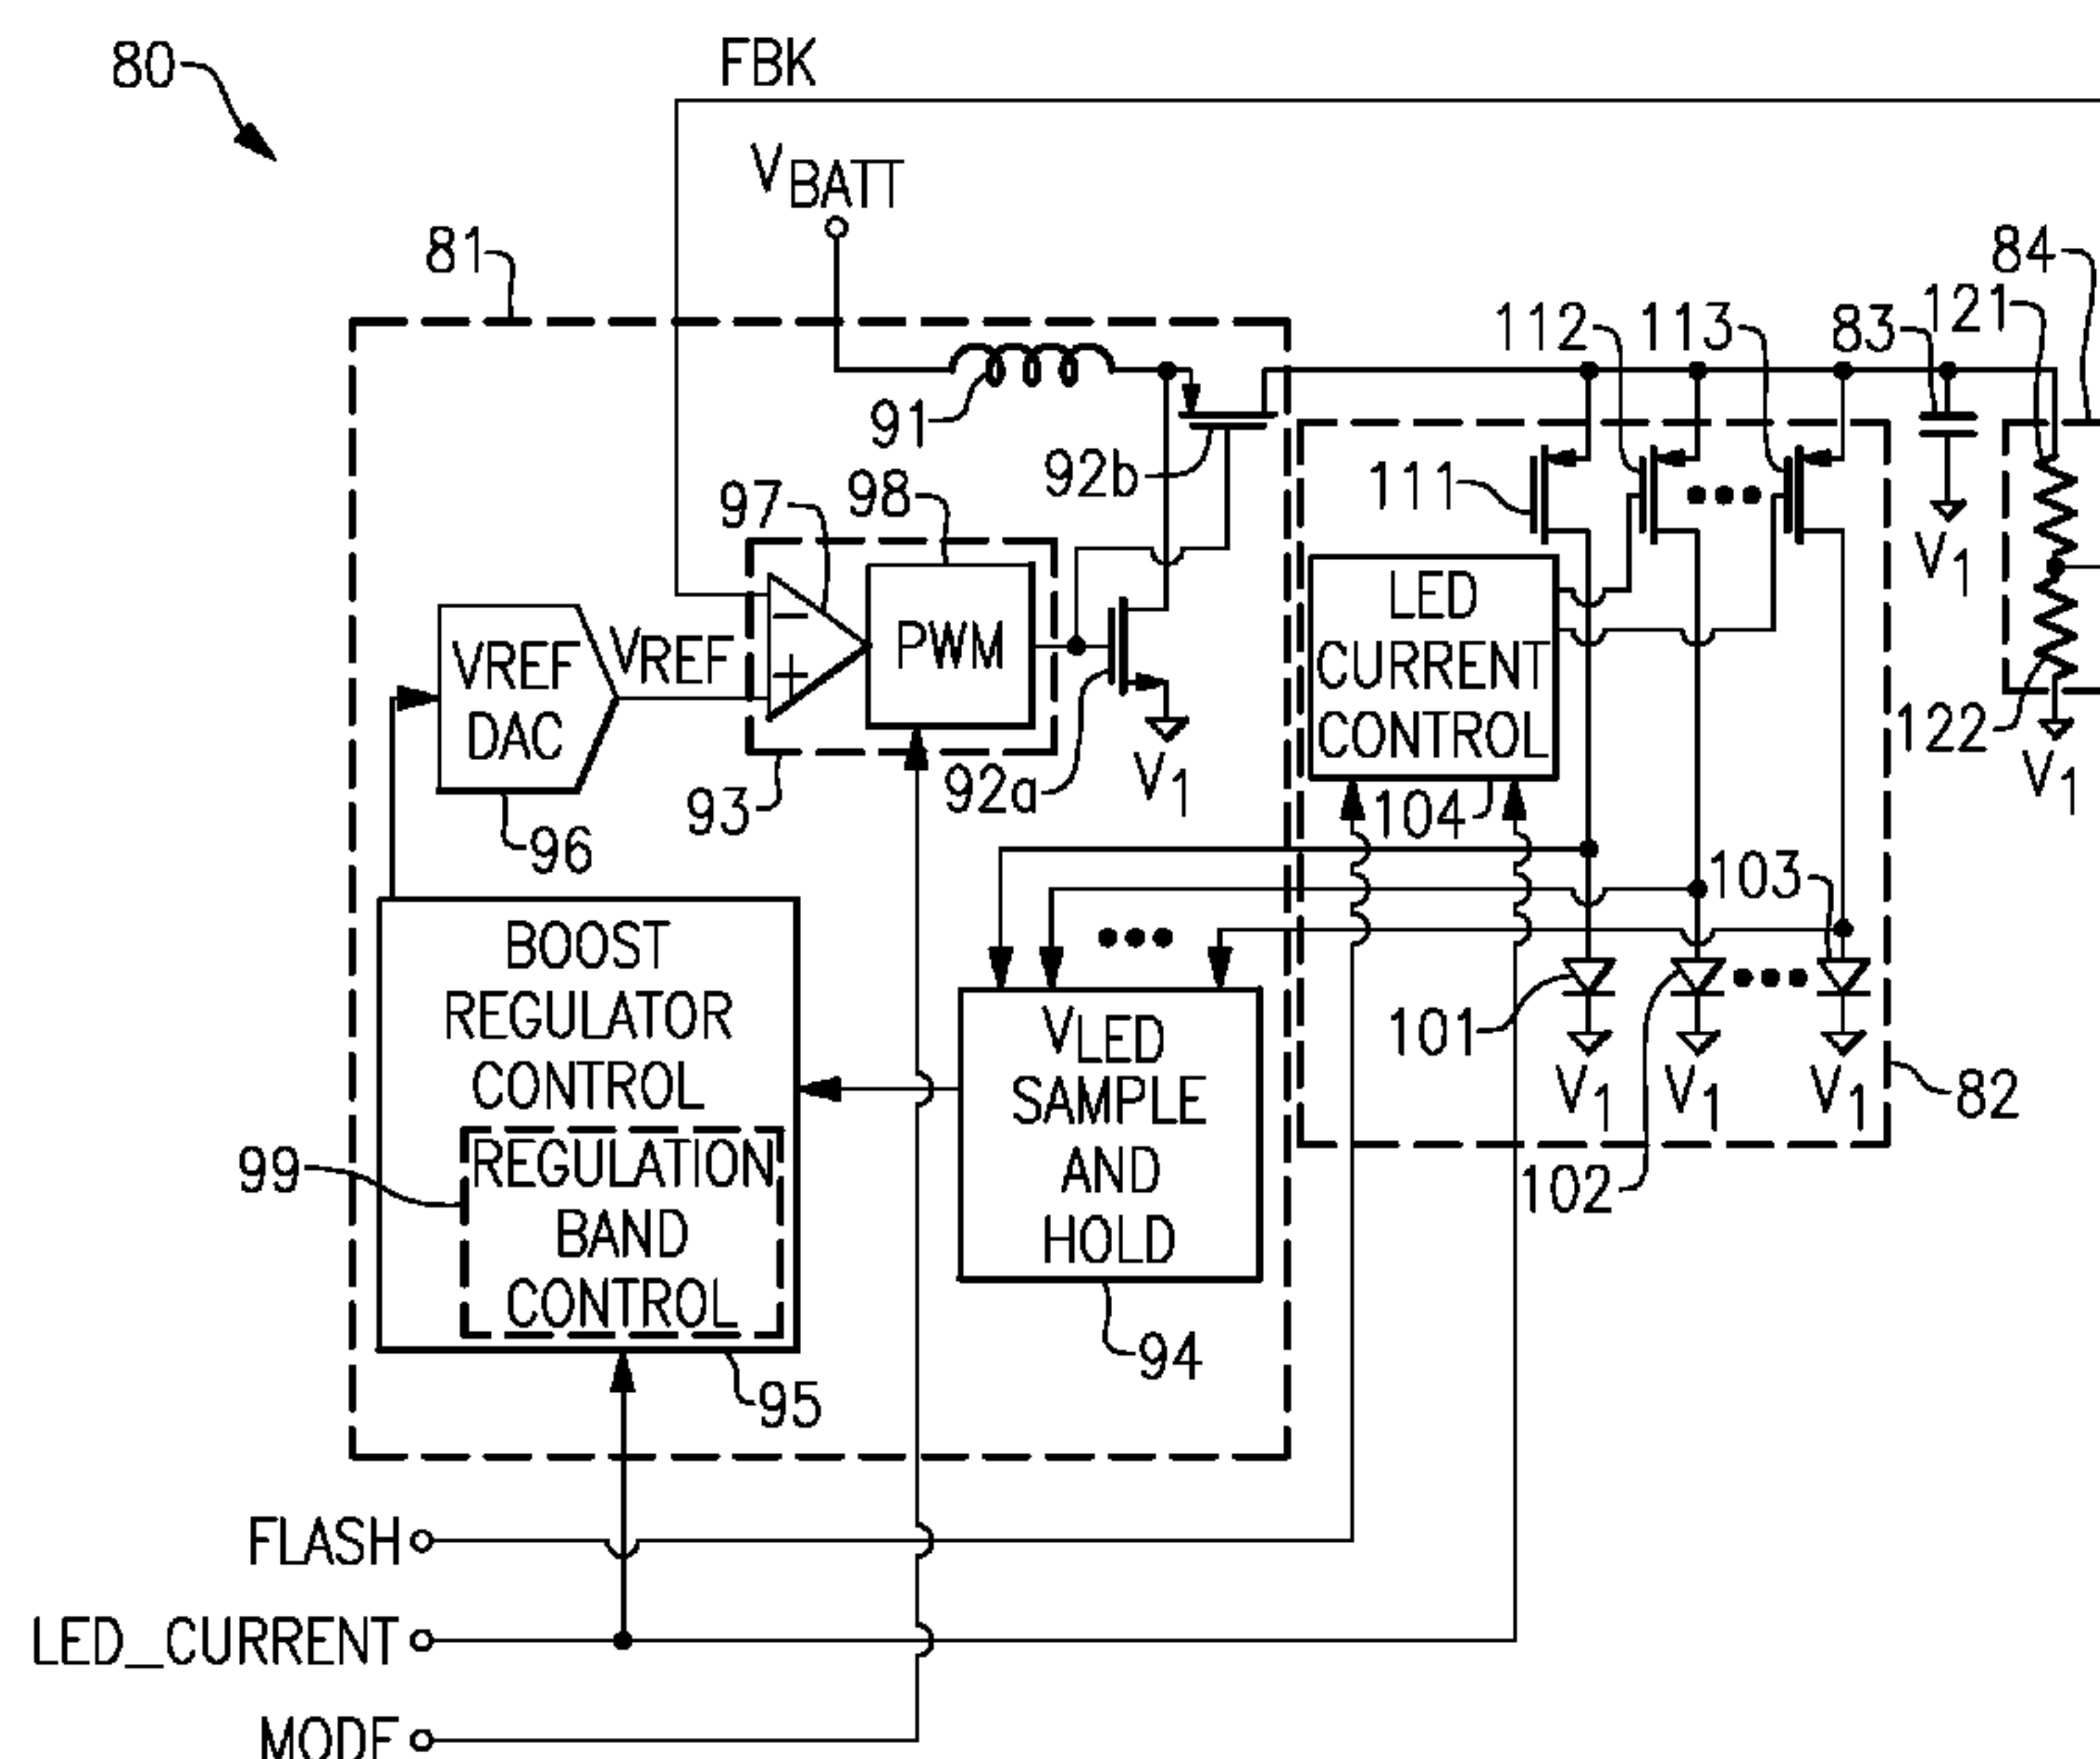 80
FBK
VBATT
81
84
112
113
83
121
91
92b
111
97
98
V1
VREF
DAC
VREF
PWM
LED
CURRENT
CONTROL
122
V1
93
92a
V1
104
96
103
BOOST
REGULATOR
CONTROL
VLED
SAMPLE
AND
HOLD
101
V1
V1
V1
82
99
REGULATION
BAND
CONTROL
102
94
95
FLASH
LED_CURRENT
MODE